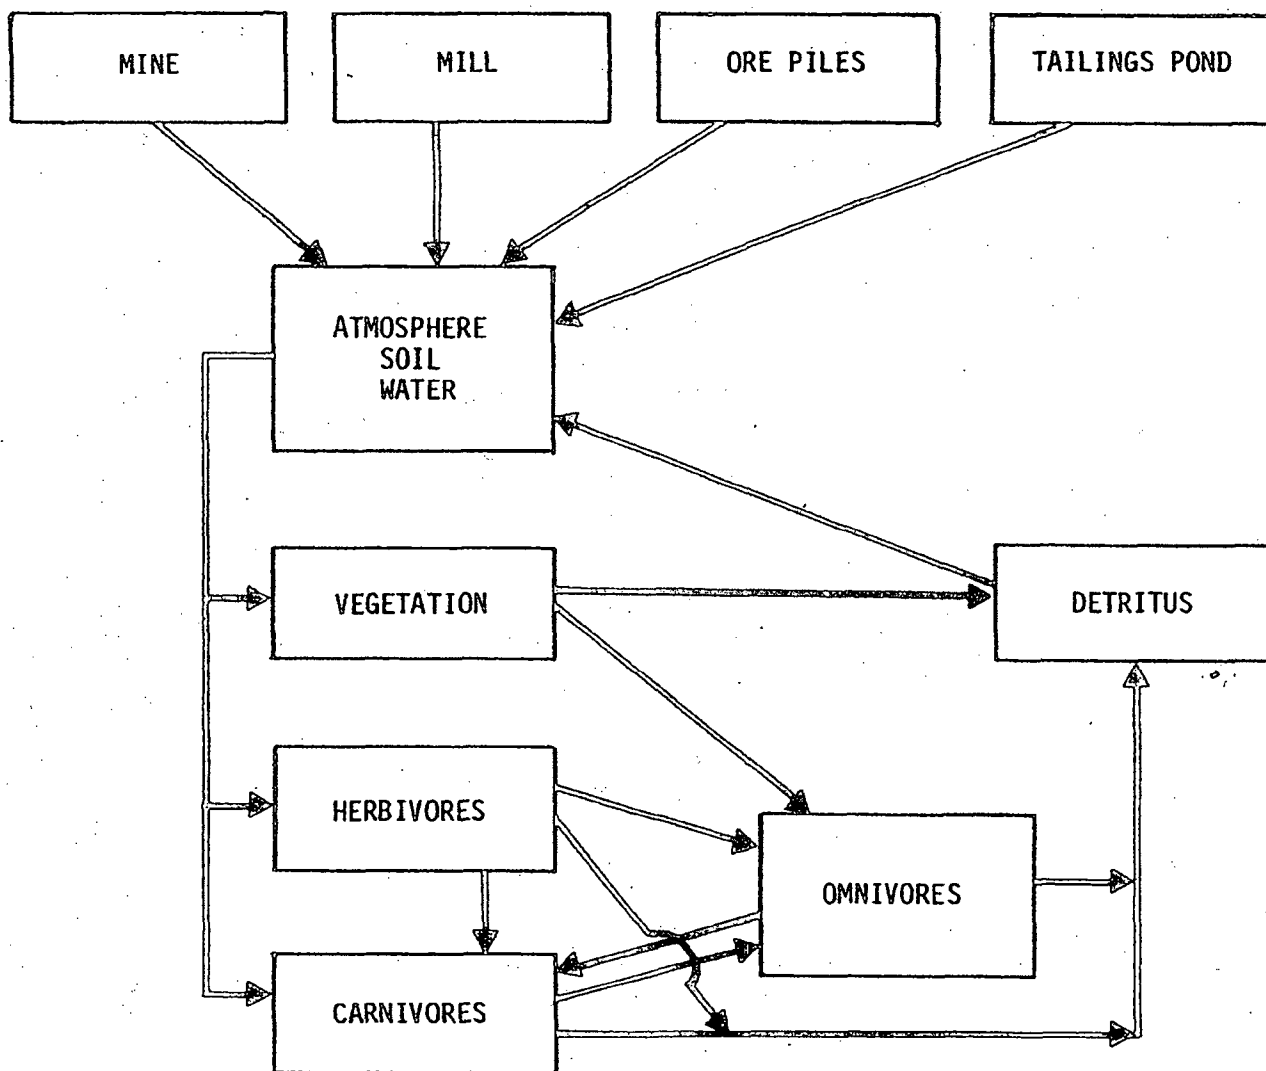 MINE
MILL
ORE PILES
TAILINGS POND
ATMOSPHERE
SOIL
WATER
VEGETATION
DETRITUS
HERBIVORES
OMNIVORES
CARNIVORES